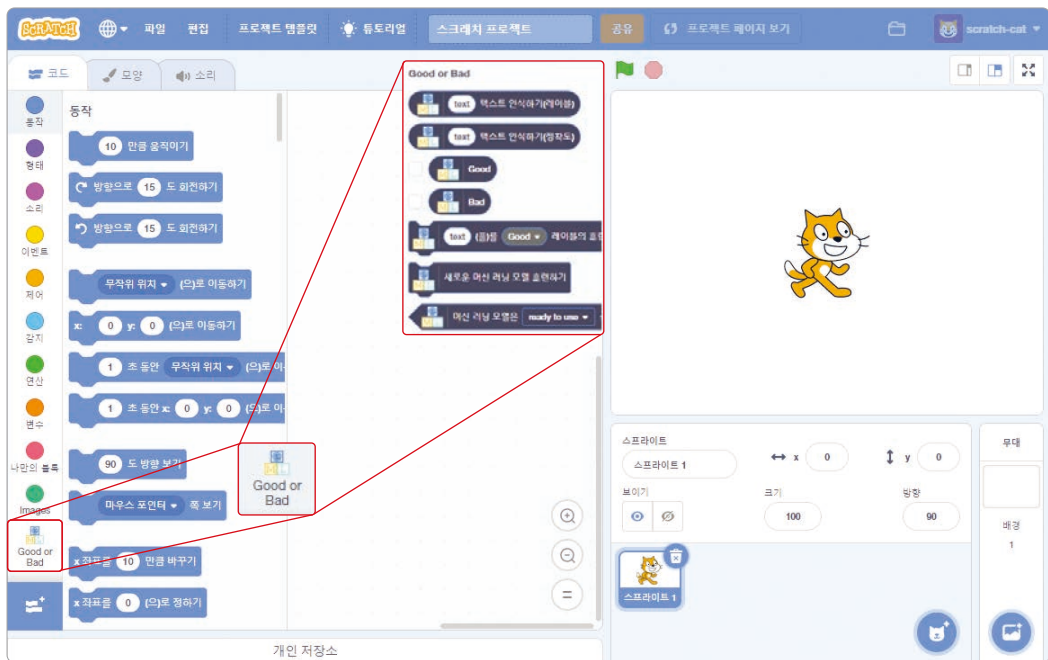 SCRATCH 파일 편집 프로젝트 템플릿 튜토리얼 스크래치 프로젝트 공유 프로젝트 페이지 보기 scratch-cat
코드 모양 소리
동작
형태
소리
이벤트
제어
감지
연산
변수
나만의 블록
Images
Good or
Bad
동작
10 만큼 움직이기
방향으로 15 도 회전하기
방향으로 15 도 회전하기
무작위 위치 (으)로 이동하기
x: 0 y: 0 (으)로 이동하기
1 초 동안 무작위 위치 (으)로 이
1 초 동안 x: 0 y: 0 (으)로 이
90 도 방향 보기
마우스 포인터 쪽 보기
x 좌표를 10 만큼 바꾸기
x 좌표를 0 (으)로 정하기
Good or
Bad
Good or Bad
text 텍스트 인식하기(레이블)
text 텍스트 인식하기(정확도)
Good
Bad
text (을)를 Good 레이블의 훈련
새로운 머신 러닝 모델 훈련하기
머신 러닝 모델은 ready to use
개인 저장소
스프라이트
스프라이트 1 x 0 y 0
보이기 크기 방향
100 90
스프라이트 1
무대
배경
1